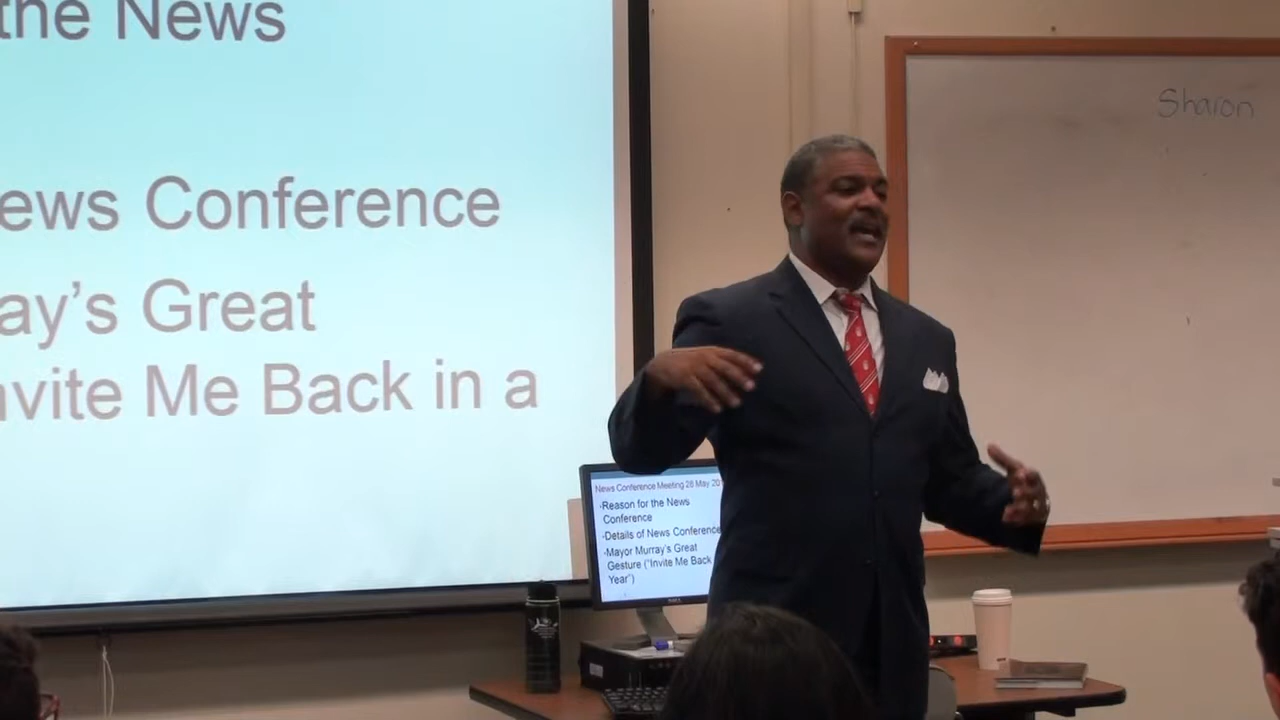 the News
ews Conference
ay's Great
nvite Me Back in a
Sharon
News Conference Meeting 28 May 20
·Reason for the News
Conference
·Details of News Conference
·Mayor Murray's Great
Gesture ("Invite Me Back
Year")
DELL